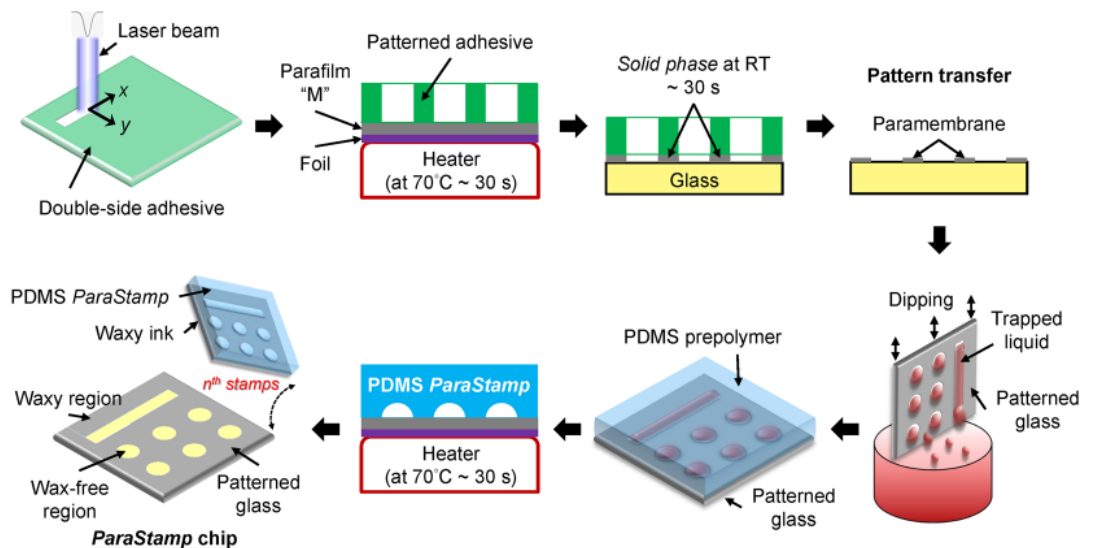 Laser beam
x
y
Double-side adhesive
Patterned adhesive
Parafilm
“M”
Foil
Heater
(at 70°C ~ 30 s)
Solid phase at RT
~ 30 s
Glass
Pattern transfer
Paramembrane
Dipping
Trapped
liquid
Patterned
glass
PDMS prepolymer
Patterned
glass
PDMS ParaStamp
Heater
(at 70°C ~ 30 s)
PDMS ParaStamp
Waxy ink
nth stamps
Waxy region
Wax-free
region
Patterned
glass
ParaStamp chip